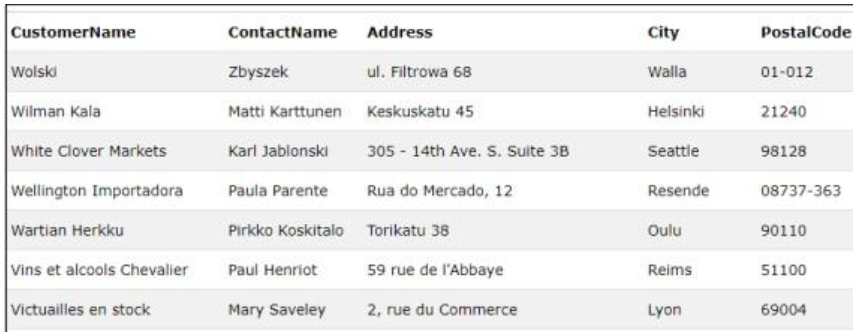 CustomerName ContactName Address City PostalCode
Wolski Zbyszek ul. Filtrowa 68 Walla 01-012
Wilman Kala Matti Karttunen Keskuskatu 45 Helsinki 21240
White Clover Markets Karl Jablonski 305 - 14th Ave. S. Suite 3B Seattle 98128
Wellington Importadora Paula Parente Rua do Mercado, 12 Resende 08737-363
Wartian Herkku Pirkko Koskitalo Torikatu 38 Oulu 90110
Vins et alcools Chevalier Paul Henriot 59 rue de l'Abbaye Reims 51100
Victuailles en stock Mary Saveley 2, rue du Commerce Lyon 69004